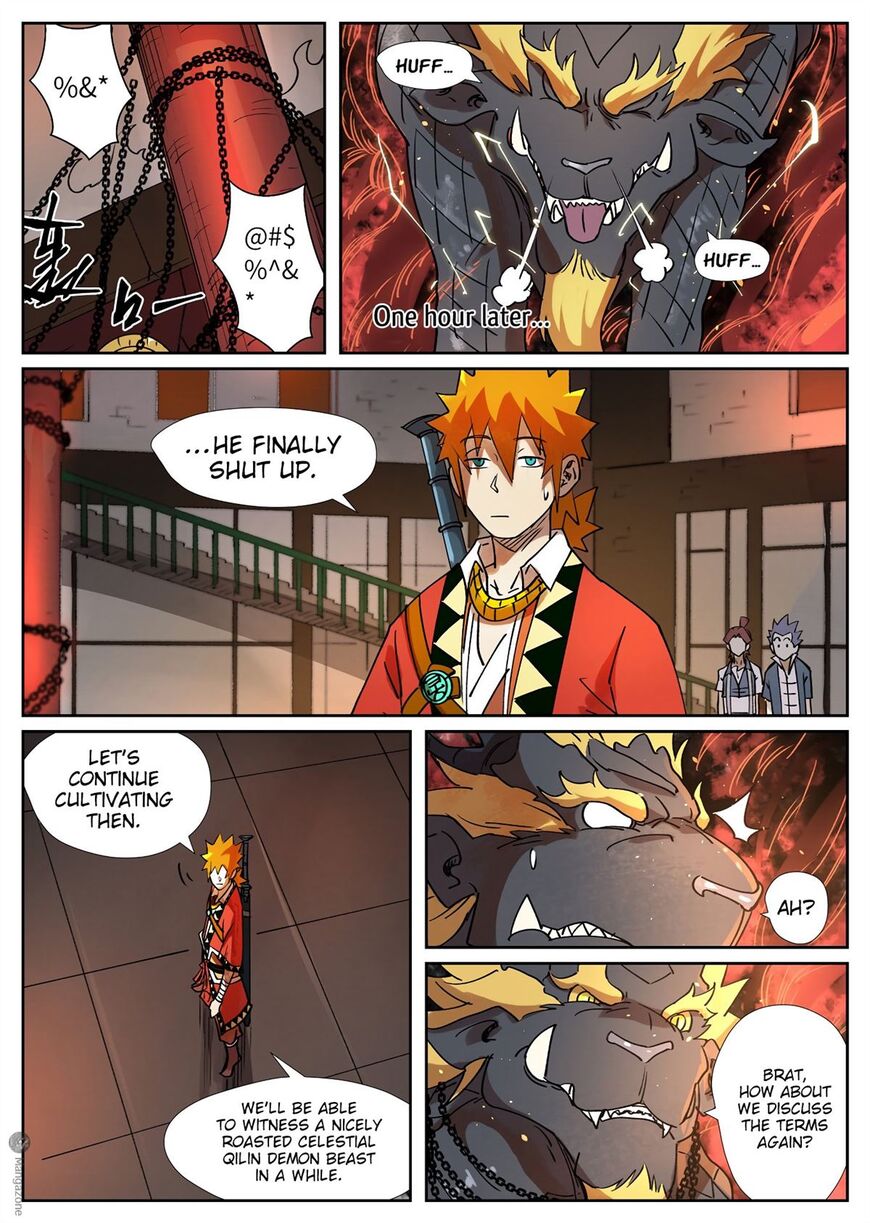 %&*
@#$
%^&
*
HUFF...
HUFF...
One hour later...
...HE FINALLY
SHUT UP.
LET'S
CONTINUE
CULTIVATING
THEN.
WE'LL BE ABLE
TO WITNESS A NICELY
ROASTED CELESTIAL
QILIN DEMON BEAST
IN A WHILE.
AH?
BRAT,
HOW ABOUT
WE DISCUSS
THE TERMS
AGAIN?
Mangazone